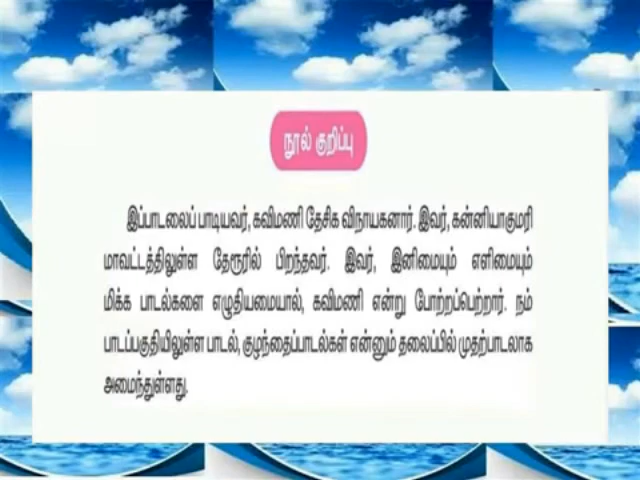 நூல் குறிப்பு
இப்பாடலைப் பாடியவர், கவிமணி தேசிக விநாயகனார். இவர், கன்னியாகுமரி
மாவட்டத்திலுள்ள தேரூரில் பிறந்தவர். இவர், இனிமையும் எளிமையும்
மிக்க பாடல்களை எழுதியமையால், கவிமணி என்று போற்றப்பெற்றார். நம்
பாடப்பகுதியிலுள்ள பாடல், குழந்தைப்பாடல்கள் என்னும் தலைப்பில் முதற்பாடலாக
அமைந்துள்ளது.